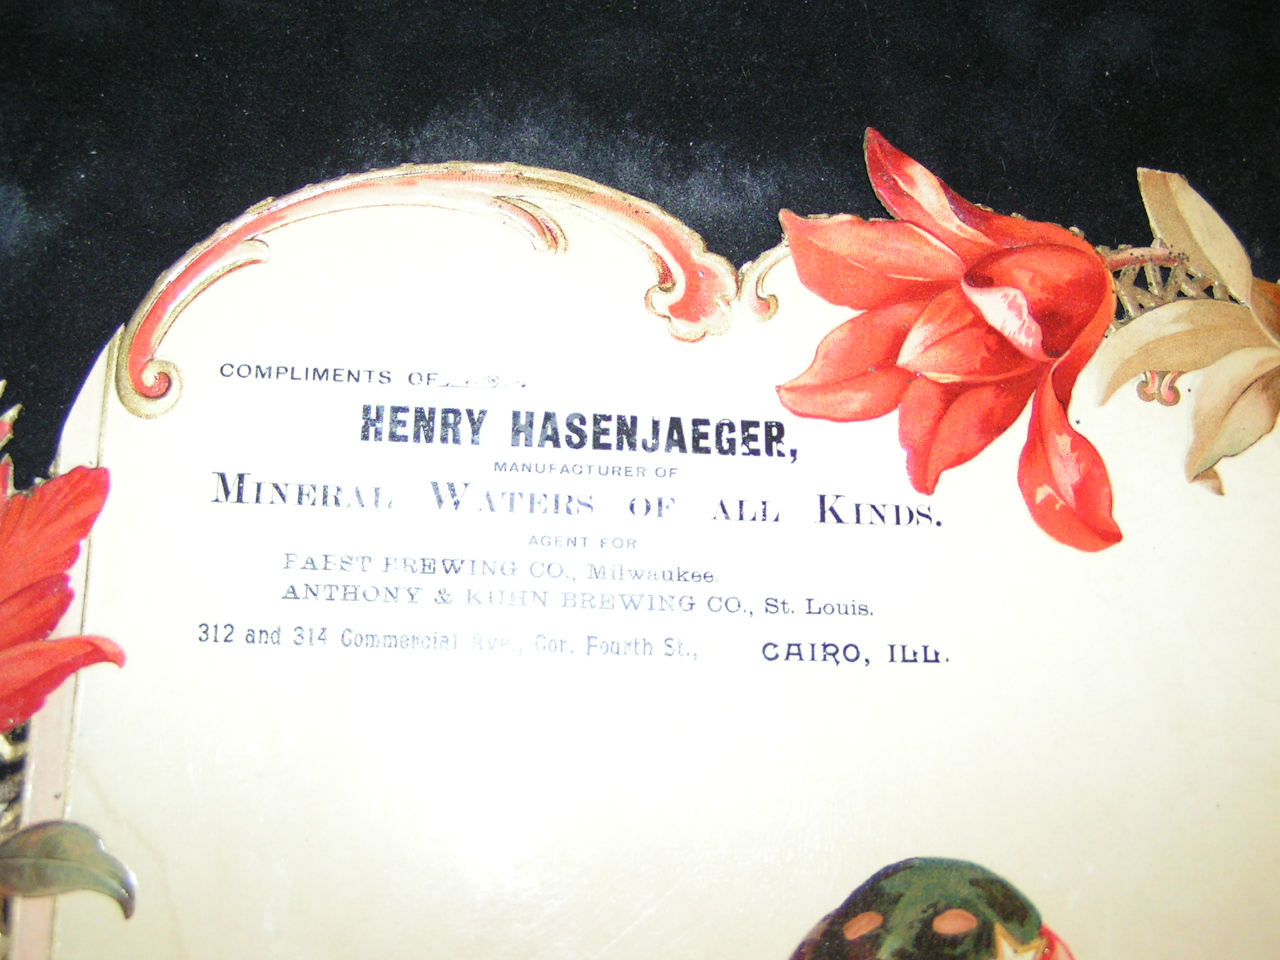 COMPLIMENTS OF
HENRY HASENJAEGER,
MANUFACTURER OF
MINERAL WATERS OF ALL KINDS.
AGENT FOR
PABST BREWING CO., Milwaukee.
ANTHONY & KUHN BREWING CO., St. Louis.
312 and 314 Commercial Ave., Cor. Fourth St., CAIRO, ILL.